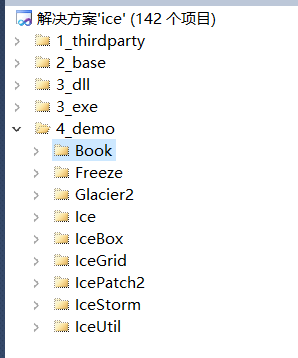 解决方案'ice' (142 个项目)
1_thirdparty
2_base
3_dll
3_exe
4_demo
Book
Freeze
Glacier2
Ice
IceBox
IceGrid
IcePatch2
IceStorm
IceUtil